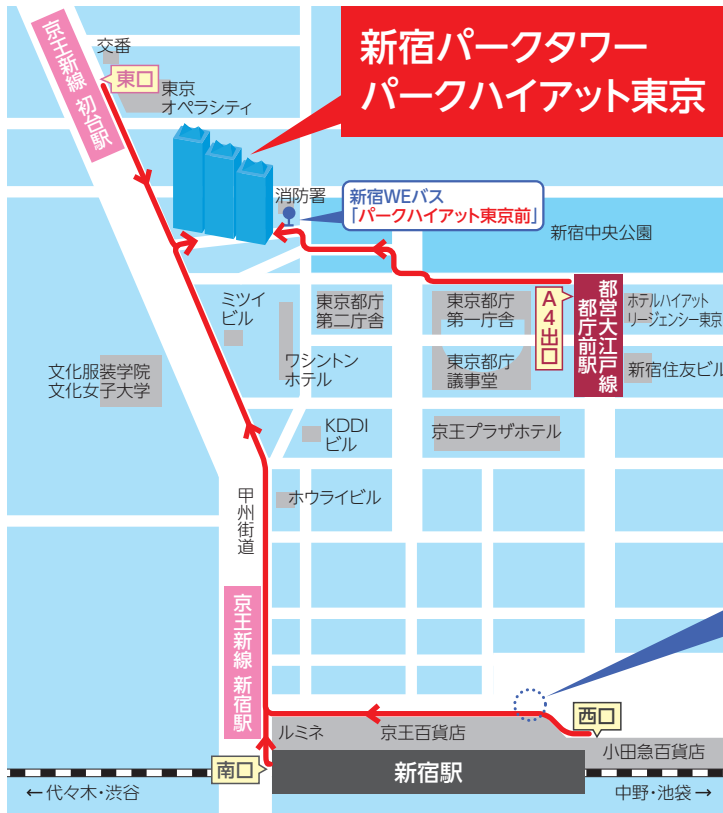 新宿パークタワー
パークハイアット東京
交番
東口
東京
オペラシティ
京王新線 初台駅
消防署
新宿WEバス
「パークハイアット東京前」
新宿中央公園
ミツイ
ビル
東京都庁
第二庁舎
東京都庁
第一庁舎
A4出口
都営大江戸線
都庁前駅
ホテルハイアット
リージェンシー東京
文化服装学院
文化女子大学
ワシントン
ホテル
東京都庁
議事堂
新宿住友ビル
KDDI
ビル
京王プラザホテル
甲州街道
ホウライビル
京王新線 新宿駅
ルミネ
京王百貨店
西口
小田急百貨店
南口
新宿駅
←代々木・渋谷
中野・池袋→